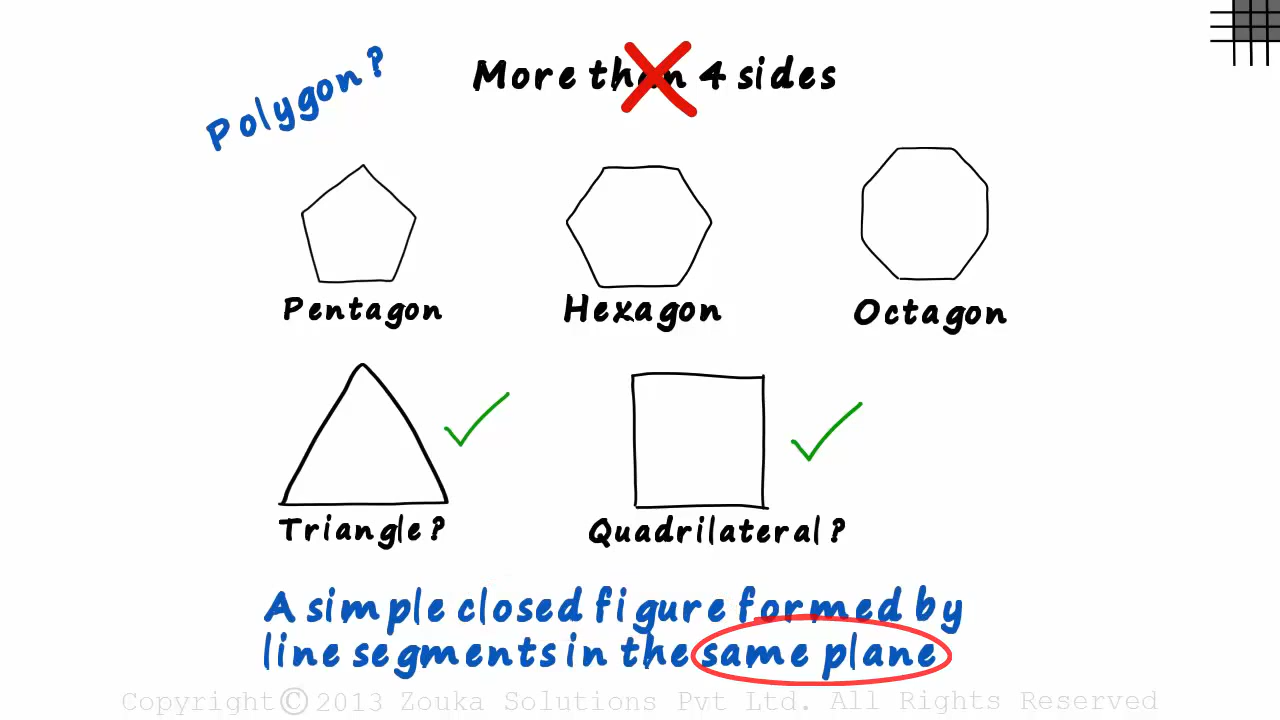 Polygon?
More than 4 sides
Pentagon
Hexagon
Octagon
Triangle?
Quadrilateral?
A simple closed figure formed by
line segments in the same plane
Copyright© 2013 Zouka Solutions Pvt Ltd. All Rights Reserved